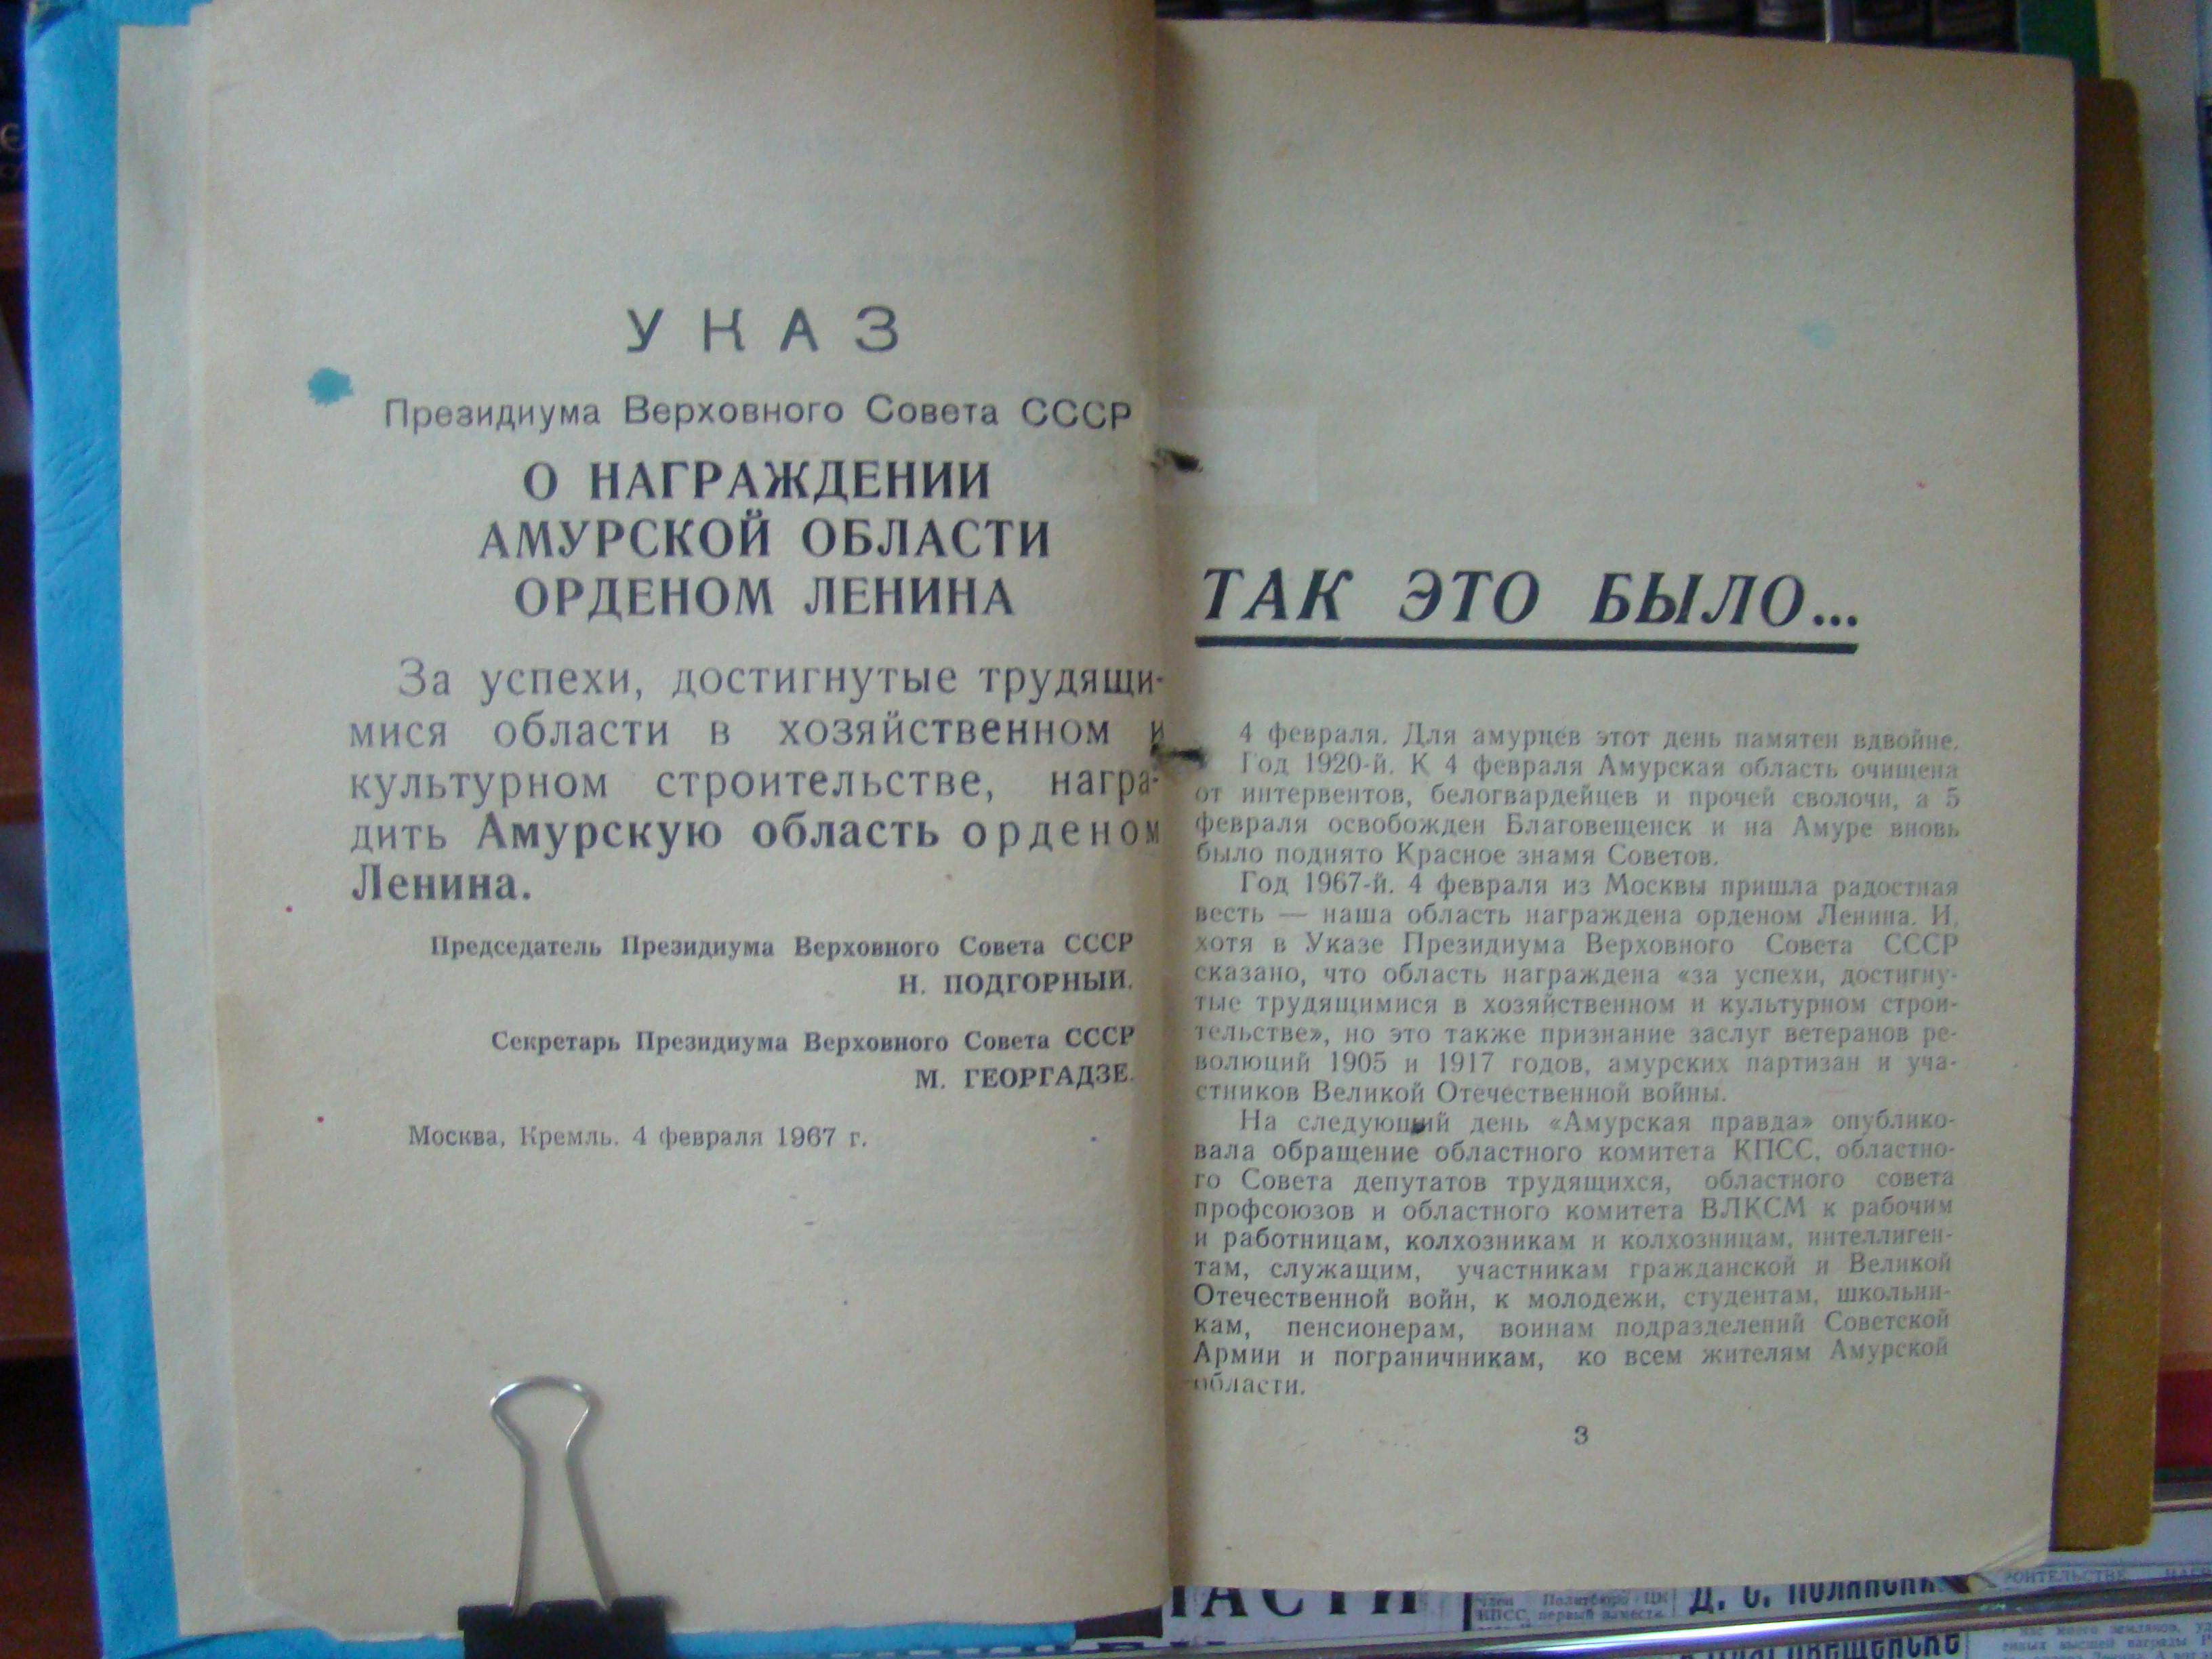 УКАЗ
Президиума Верховного Совета СССР
О НАГРАЖДЕНИИ
АМУРСКОЙ ОБЛАСТИ
ОРДЕНОМ ЛЕНИНА
За успехи, достигнутые трудящи-
мися области в хозяйственном и
культурном строительстве, награ-
дить Амурскую область орденом
Ленина.
Председатель Президиума Верховного Совета СССР
Н. ПОДГОРНЫЙ.
Секретарь Президиума Верховного Совета СССР
М. ГЕОРГАДЗЕ.
Москва, Кремль. 4 февраля 1967 г.
ТАК ЭТО БЫЛО...
4 февраля. Для амурцев этот день памятен вдвойне.
Год 1920-й. К 4 февраля Амурская область очищена
от интервентов, белогвардейцев и прочей сволочи, а 5
февраля освобожден Благовещенск и на Амуре вновь
было поднято Красное знамя Советов.
Год 1967-й. 4 февраля из Москвы пришла радостная
весть — наша область награждена орденом Ленина. И,
хотя в Указе Президиума Верховного Совета СССР
сказано, что область награждена «за успехи, достигну-
тые трудящимися в хозяйственном и культурном строи-
тельстве», но это также признание заслуг ветеранов ре-
волюций 1905 и 1917 годов, амурских партизан и уча-
стников Великой Отечественной войны.
На следующий день «Амурская правда» опублико-
вала обращение областного комитета КПСС, областно-
го Совета депутатов трудящихся, областного совета
профсоюзов и областного комитета ВЛКСМ к рабочим
и работницам, колхозникам и колхозницам, интеллиген-
там, служащим, участникам гражданской и Великой
Отечественной войн, к молодежи, студентам, школьни-
кам, пенсионерам, воинам подразделений Советской
Армии и пограничникам, ко всем жителям Амурской
области.
3
член Политбюро ЦК
КПСС, первый
Д. С.